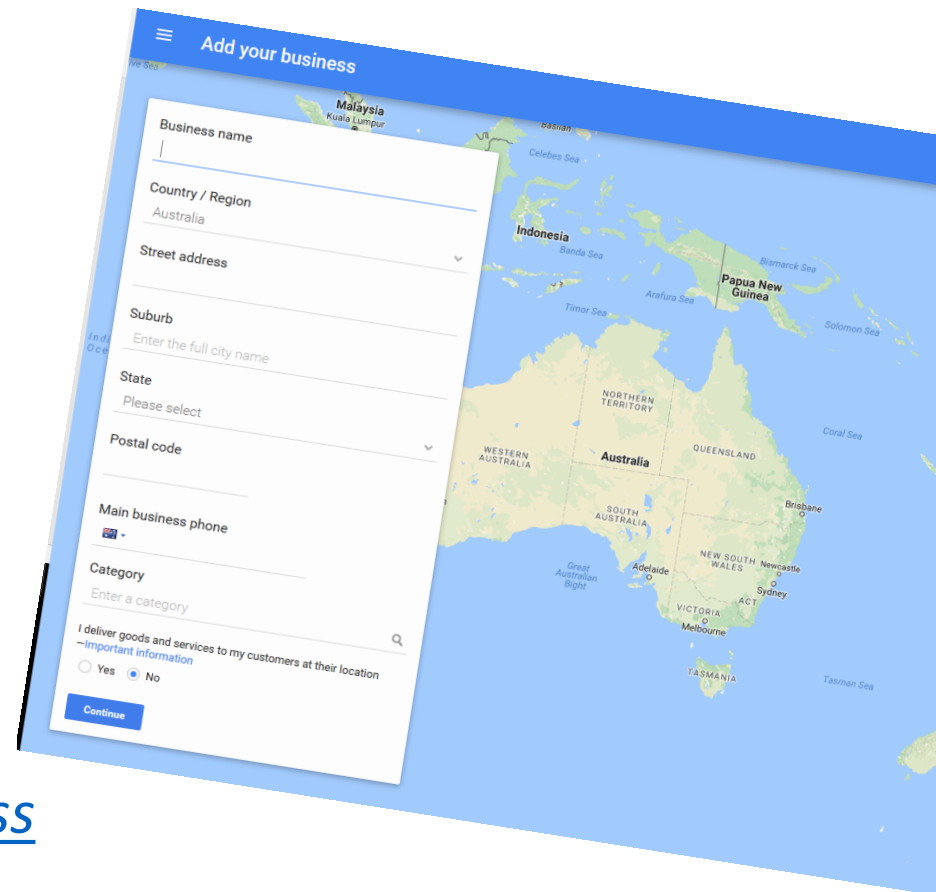 Add your business
Business name
Country / Region
Australia
Street address
Suburb
Enter the full city name
State
Please select
Postal code
Main business phone
Category
Enter a category
I deliver goods and services to my customers at their location
—Important information
Yes No
Continue
Malaysia
Kuala Lumpur
Basilan
Celebes Sea
Indonesia
Banda Sea
Bismarck Sea
Papua New
Guinea
Arafura Sea
Timor Sea
Solomon Sea
NORTHERN
TERRITORY
Coral Sea
QUEENSLAND
WESTERN
AUSTRALIA
Australia
Brisbane
SOUTH
AUSTRALIA
NEW SOUTH
WALES
Newcastle
Great
Australian
Bight
Adelaide
Sydney
ACT
VICTORIA
Melbourne
TASMANIA
Tasman Sea
ss